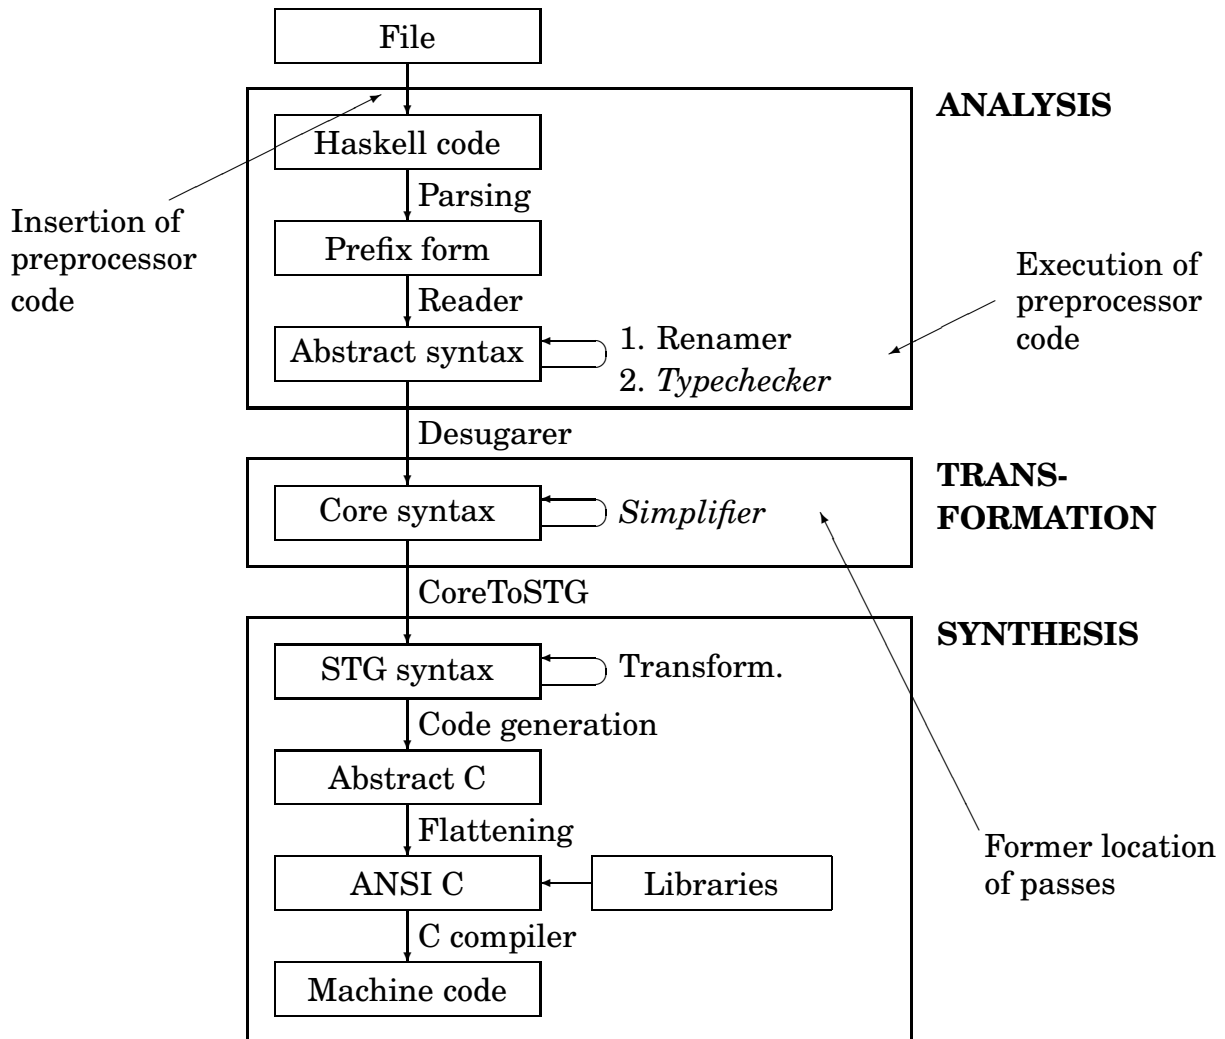 File
ANALYSIS
Haskell code
Parsing
Insertion of
preprocessor
code
Prefix form
Execution of
preprocessor
code
Reader
Abstract syntax
1. Renamer
2. Typechecker
Desugarer
TRANS-
FORMATION
Core syntax
Simplifier
CoreToSTG
SYNTHESIS
STG syntax
Transform.
Code generation
Abstract C
Flattening
Former location
of passes
ANSI C
Libraries
C compiler
Machine code